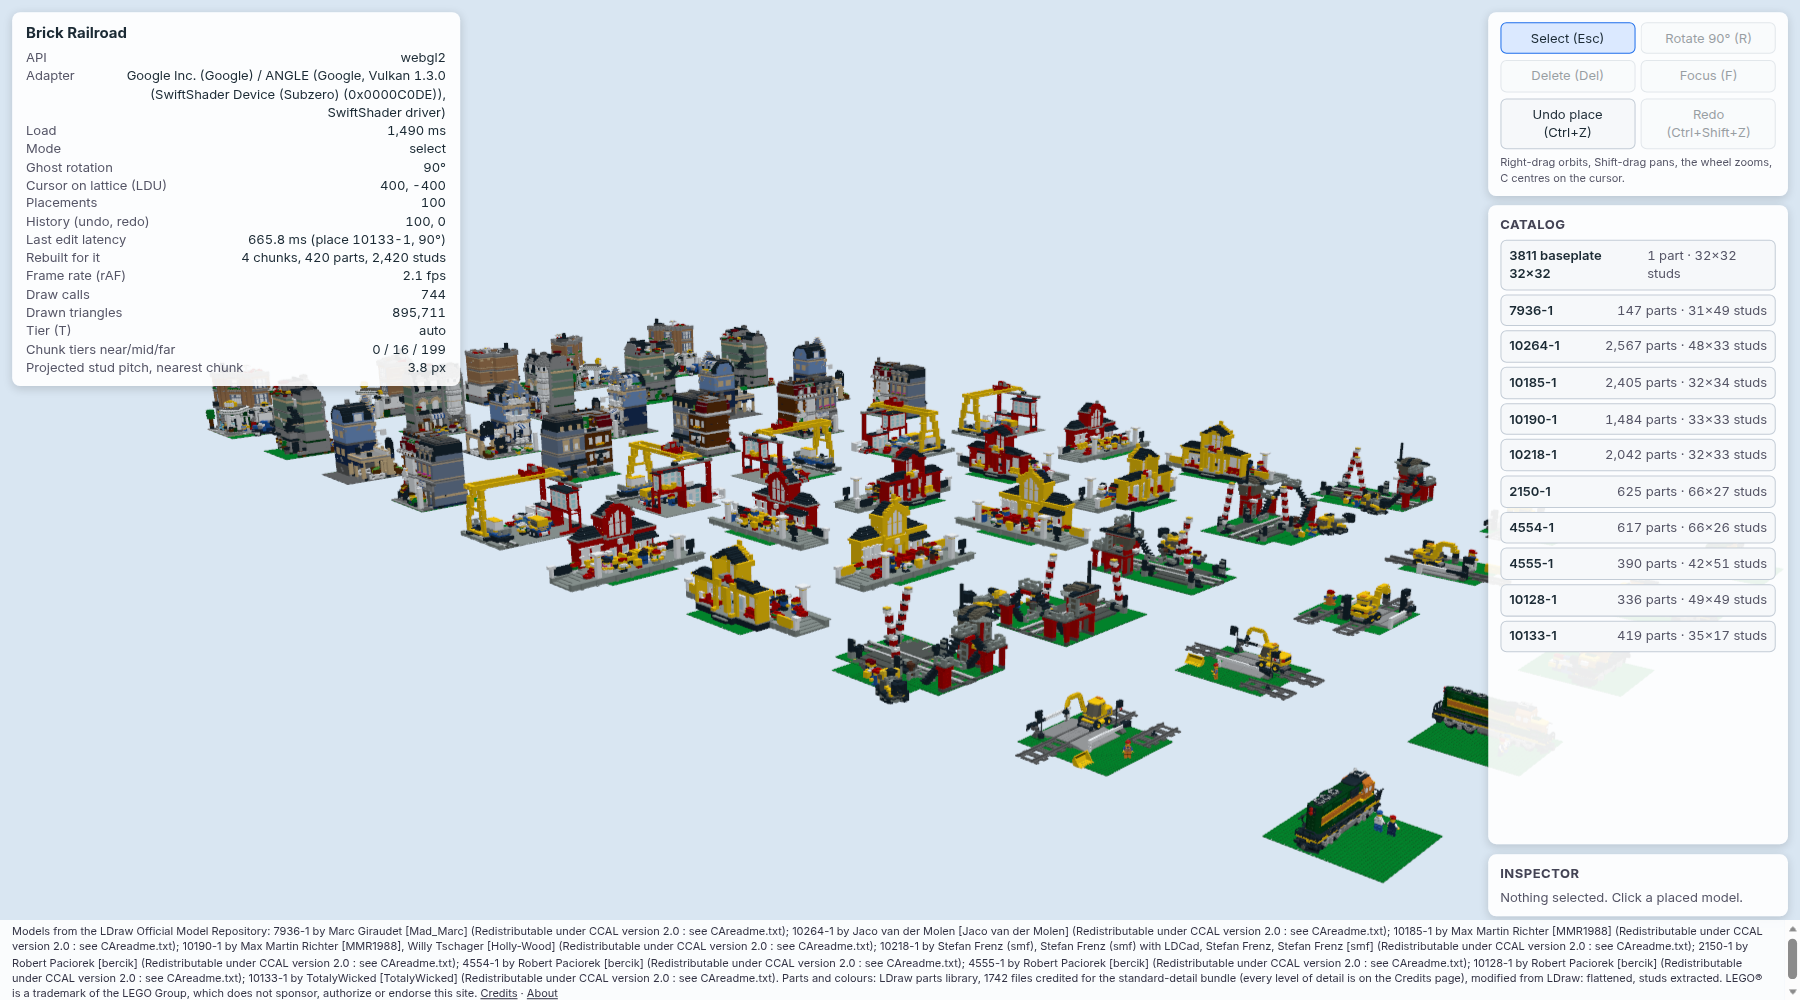 Brick Railroad
API webgl2
Adapter Google Inc. (Google) / ANGLE (Google, Vulkan 1.3.0
(SwiftShader Device (Subzero) (0x0000C0DE)),
SwiftShader driver)
Load 1,490 ms
Mode select
Ghost rotation 90°
Cursor on lattice (LDU) 400, -400
Placements 100
History (undo, redo) 100, 0
Last edit latency 665.8 ms (place 10133-1, 90°)
Rebuilt for it 4 chunks, 420 parts, 2,420 studs
Frame rate (rAF) 2.1 fps
Draw calls 744
Drawn triangles 895,711
Tier (T) auto
Chunk tiers near/mid/far 0 / 16 / 199
Projected stud pitch, nearest chunk 3.8 px
Select (Esc) Rotate 90° (R)
Delete (Del) Focus (F)
Undo place
(Ctrl+Z)
Redo
(Ctrl+Shift+Z)
Right-drag orbits, Shift-drag pans, the wheel zooms,
C centres on the cursor.
CATALOG
3811 baseplate 1 part · 32×32
32×32 studs
7936-1 147 parts · 31×49 studs
10264-1 2,567 parts · 48×33 studs
10185-1 2,405 parts · 32×34 studs
10190-1 1,484 parts · 33×33 studs
10218-1 2,042 parts · 32×33 studs
2150-1 625 parts · 66×27 studs
4554-1 617 parts · 66×26 studs
4555-1 390 parts · 42×51 studs
10128-1 336 parts · 49×49 studs
10133-1 419 parts · 35×17 studs
INSPECTOR
Nothing selected. Click a placed model.
Models from the LDraw Official Model Repository: 7936-1 by Marc Giraudet [Mad_Marc] (Redistributable under CCAL version 2.0 : see CAreadme.txt); 10264-1 by Jaco van der Molen [Jaco van der Molen] (Redistributable under CCAL version 2.0 : see CAreadme.txt); 10185-1 by Max Martin Richter [MMR1988] (Redistributable under CCAL
version 2.0 : see CAreadme.txt); 10190-1 by Max Martin Richter [MMR1988], Willy Tschager [Holly-Wood] (Redistributable under CCAL version 2.0 : see CAreadme.txt); 10218-1 by Stefan Frenz (smf), Stefan Frenz (smf) with LDCad, Stefan Frenz, Stefan Frenz [smf] (Redistributable under CCAL version 2.0 : see CAreadme.txt); 2150-1 by
Robert Paciorek [bercik] (Redistributable under CCAL version 2.0 : see CAreadme.txt); 4554-1 by Robert Paciorek [bercik] (Redistributable under CCAL version 2.0 : see CAreadme.txt); 4555-1 by Robert Paciorek [bercik] (Redistributable under CCAL version 2.0 : see CAreadme.txt); 10128-1 by Robert Paciorek [bercik] (Redistributable
under CCAL version 2.0 : see CAreadme.txt); 10133-1 by TotalyWicked [TotalyWicked] (Redistributable under CCAL version 2.0 : see CAreadme.txt). Parts and colours: LDraw parts library, 1742 files credited for the standard-detail bundle (every level of detail is on the Credits page), modified from LDraw: flattened, studs extracted. LEGO®
is a trademark of the LEGO Group, which does not sponsor, authorize or endorse this site. Credits · About